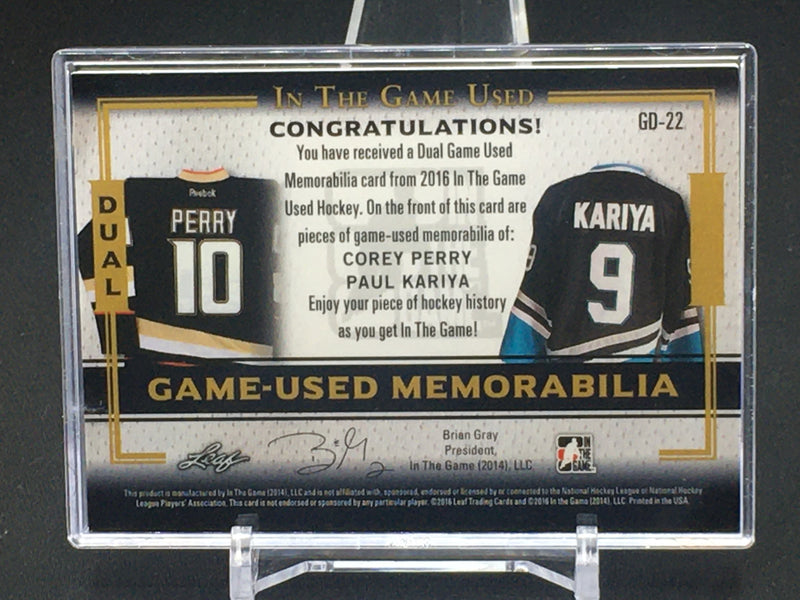 IN THE GAME USED
CONGRATULATIONS!
GD-22
You have received a Dual Game Used
Memorabilia card from 2016 In The Game
Used Hockey. On the front of this card are
pieces of game-used memorabilia of:
COREY PERRY
PAUL KARIYA
Enjoy your piece of hockey history
as you get In The Game!
DUAL
Reebok
PERRY
10
KARIYA
9
GAME-USED MEMORABILIA
Leaf
Brian Gray
President,
In The Game (2014), LLC
IN
THE
GAME
This product is manufactured by In The Game (2014), LLC and is not affiliated with, sponsored, endorsed or licensed by nor connected to the National Hockey League or National Hockey
League Players' Association. This card is not endorsed or sponsored by any particular player. ©2016 Leaf Trading Cards and ©2016 In the Game (2014), LLC. Printed in the USA.